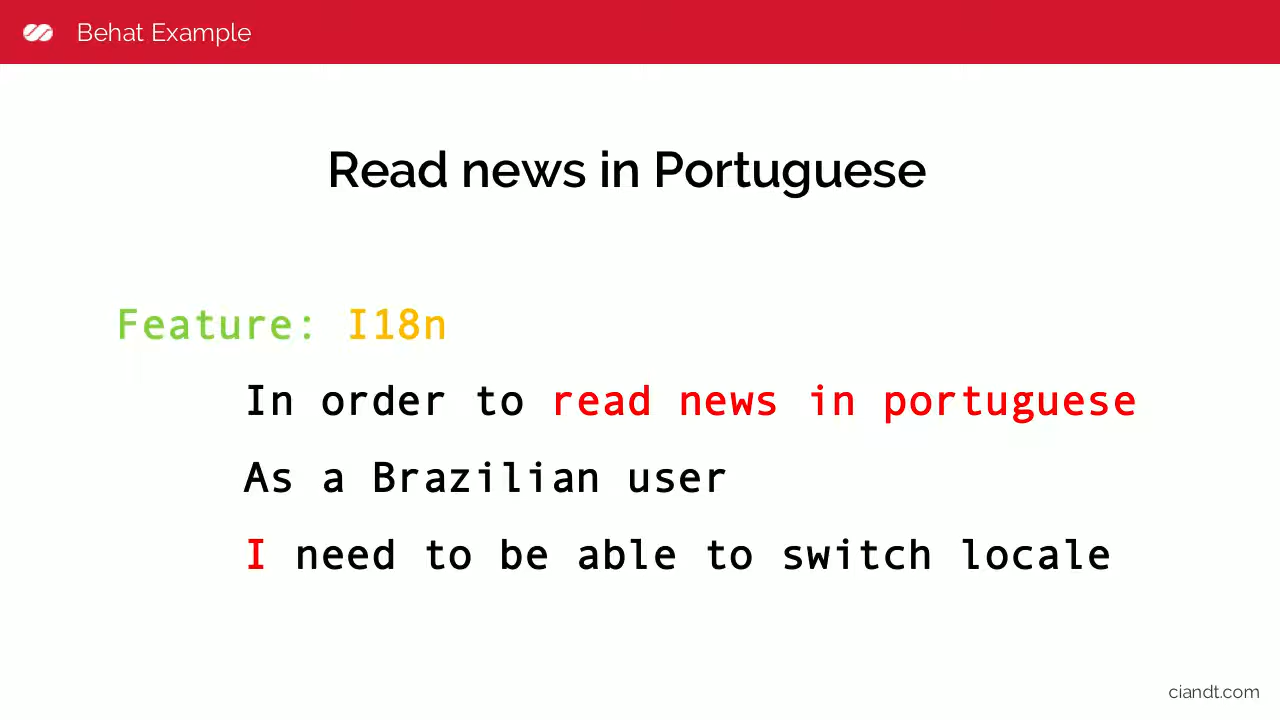 Behat Example
Read news in Portuguese
Feature: I18n
In order to read news in portuguese
As a Brazilian user
I need to be able to switch locale
ciandt.com